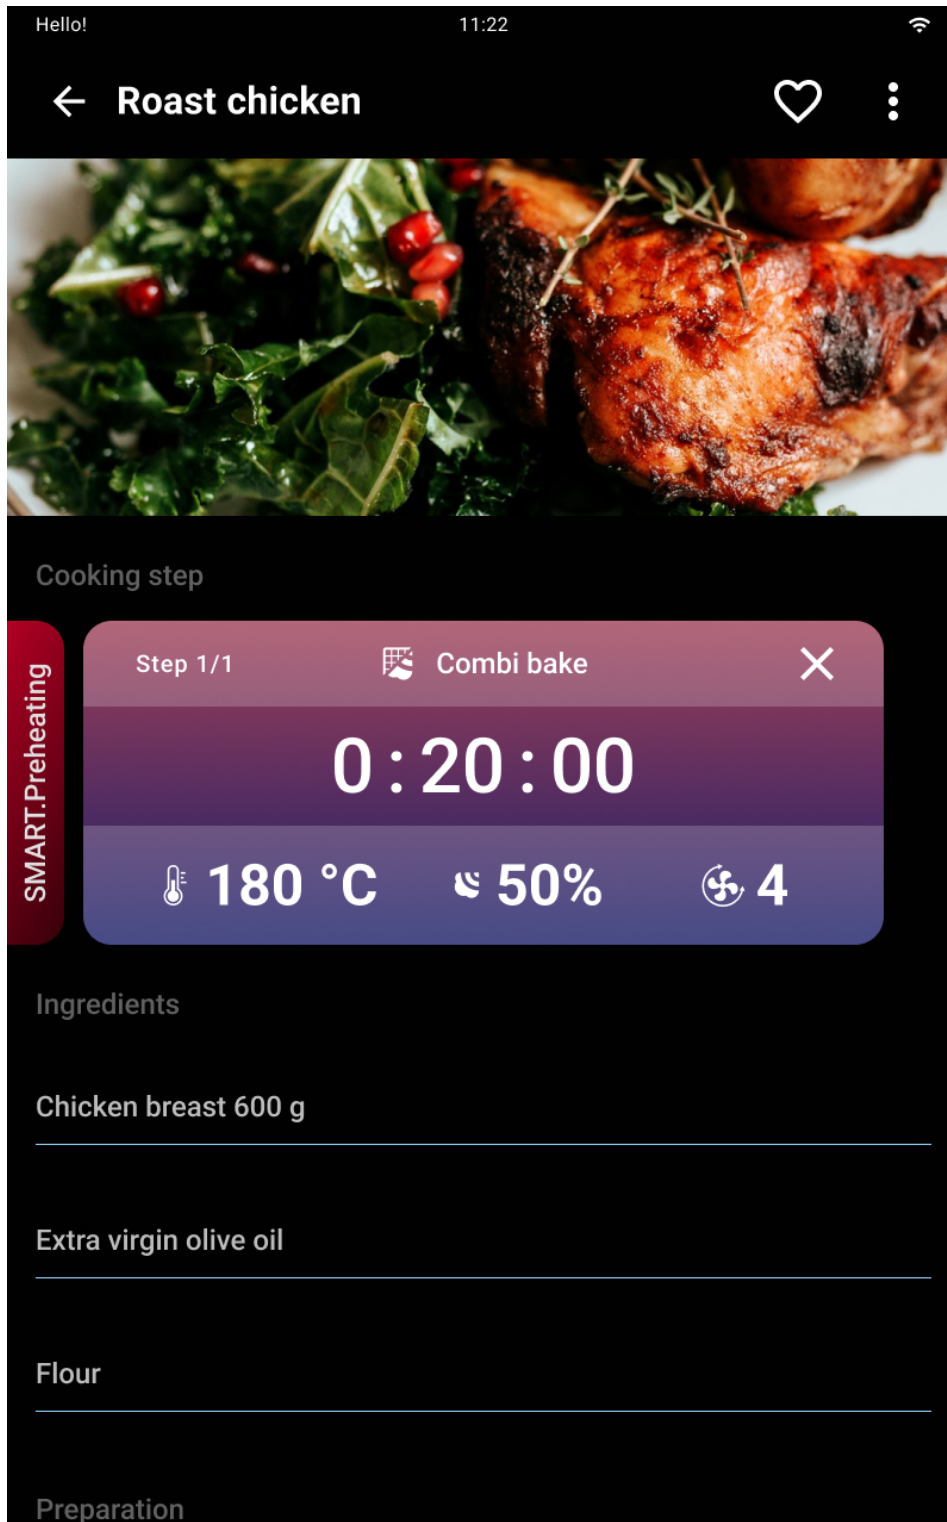 Hello!
11:22
Roast chicken
Cooking step
SMART.Preheating
Step 1/1
Combi bake
0:20:00
180 °C
50%
4
Ingredients
Chicken breast 600 g
Extra virgin olive oil
Flour
Preparation